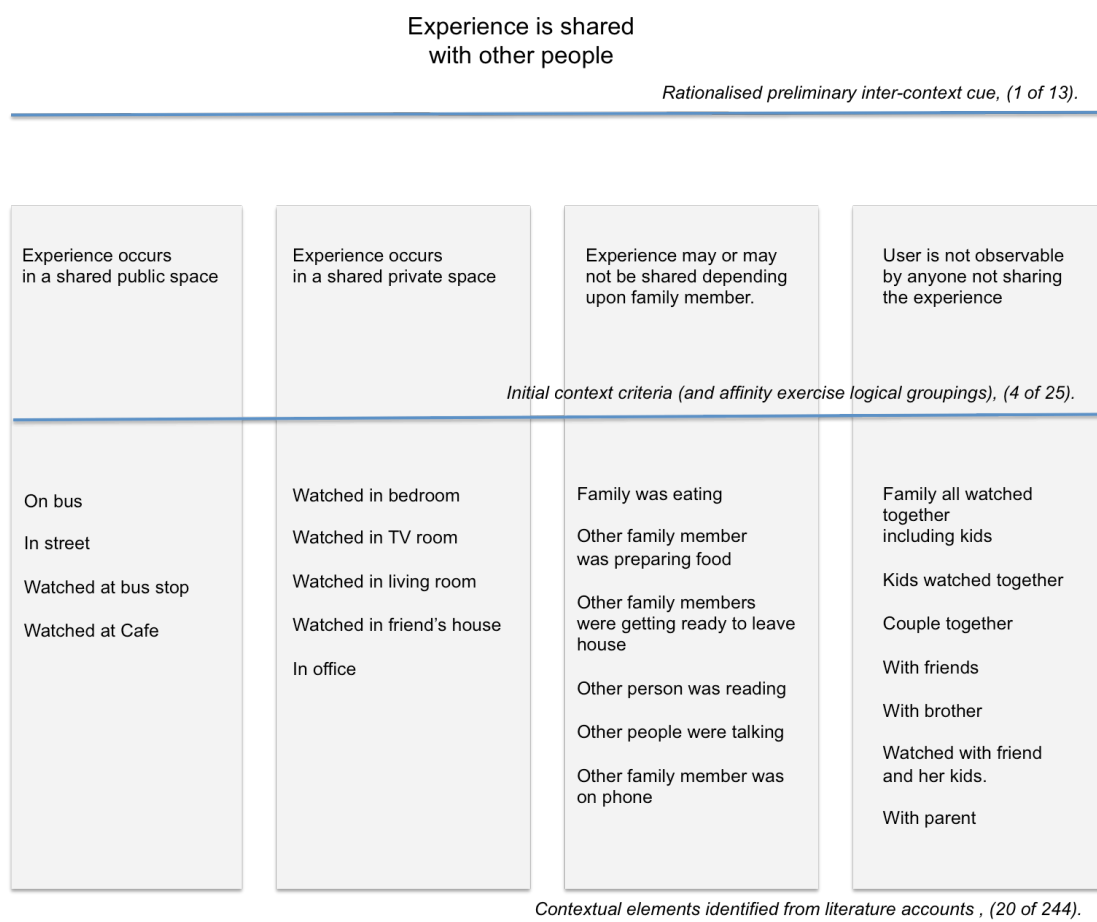 Experience is shared
with other people
Rationalised preliminary inter-context cue, (1 of 13).
Experience occurs
in a shared public space
Experience occurs
in a shared private space
Experience may or may
not be shared depending
upon family member.
User is not observable
by anyone not sharing
the experience
Initial context criteria (and affinity exercise logical groupings), (4 of 25).
On bus
In street
Watched at bus stop
Watched at Cafe
Watched in bedroom
Watched in TV room
Watched in living room
Watched in friend’s house
In office
Family was eating
Other family member
was preparing food
Other family members
were getting ready to leave
house
Other person was reading
Other people were talking
Other family member was
on phone
Family all watched
together
including kids
Kids watched together
Couple together
With friends
With brother
Watched with friend
and her kids.
With parent
Contextual elements identified from literature accounts , (20 of 244).